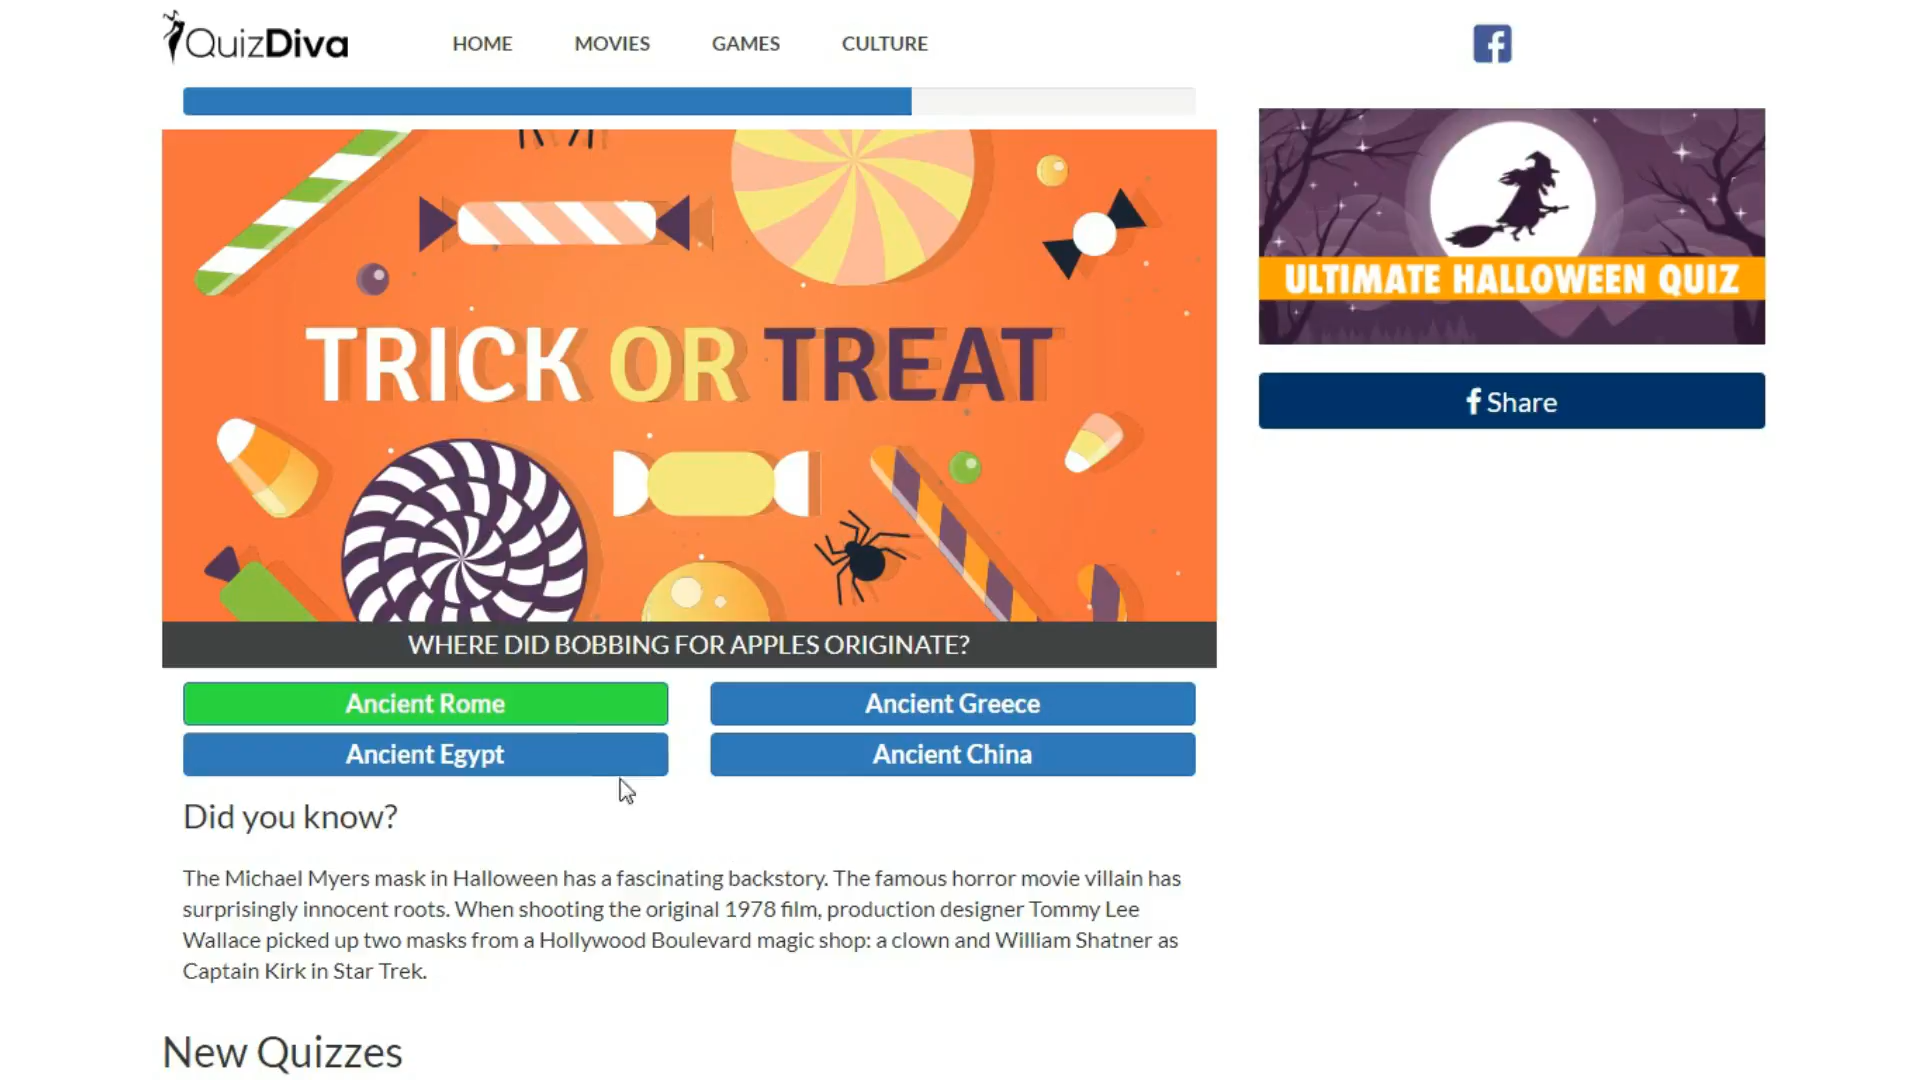 QuizDiva
HOME
MOVIES
GAMES
CULTURE
TRICK OR TREAT
WHERE DID BOBBING FOR APPLES ORIGINATE?
Ancient Rome
Ancient Greece
Ancient Egypt
Ancient China
Did you know?
The Michael Myers mask in Halloween has a fascinating backstory. The famous horror movie villain has
surprisingly innocent roots. When shooting the original 1978 film, production designer Tommy Lee
Wallace picked up two masks from a Hollywood Boulevard magic shop: a clown and William Shatner as
Captain Kirk in Star Trek.
New Quizzes
ULTIMATE HALLOWEEN QUIZ
Share